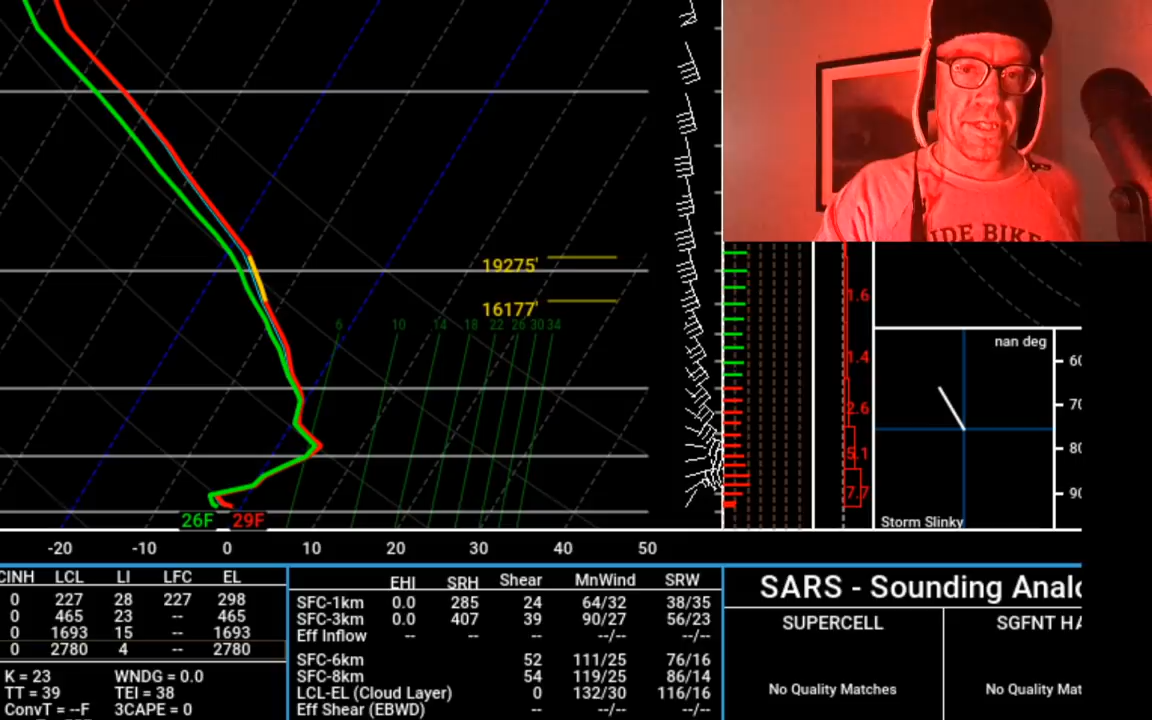 IDE BIKE
19275'
16177'
6 10 14 18 22 26 30 34
1.6
1.4
2.6
5.1
7.7
nan deg
60
70
80
90
Storm Slinky
26F 29F
-20 -10 0 10 20 30 40 50
CINH LCL LI LFC EL
0 227 28 227 298
0 465 23 -- 465
0 1693 15 -- 1693
0 2780 4 -- 2780
K = 23 WNDG = 0.0
TT = 39 TEI = 38
ConvT = --F 3CAPE = 0
EHI SRH Shear MnWind SRW
SFC-1km 0.0 285 24 64/32 38/35
SFC-3km 0.0 407 39 90/27 56/23
Eff Inflow -- -- -- --/-- --/--
SFC-6km 52 111/25 76/16
SFC-8km 54 119/25 86/14
LCL-EL (Cloud Layer) 0 132/30 116/16
Eff Shear (EBWD) -- --/-- --/--
SARS - Sounding Analo
SUPERCELL SGFNT HA
No Quality Matches No Quality Mat